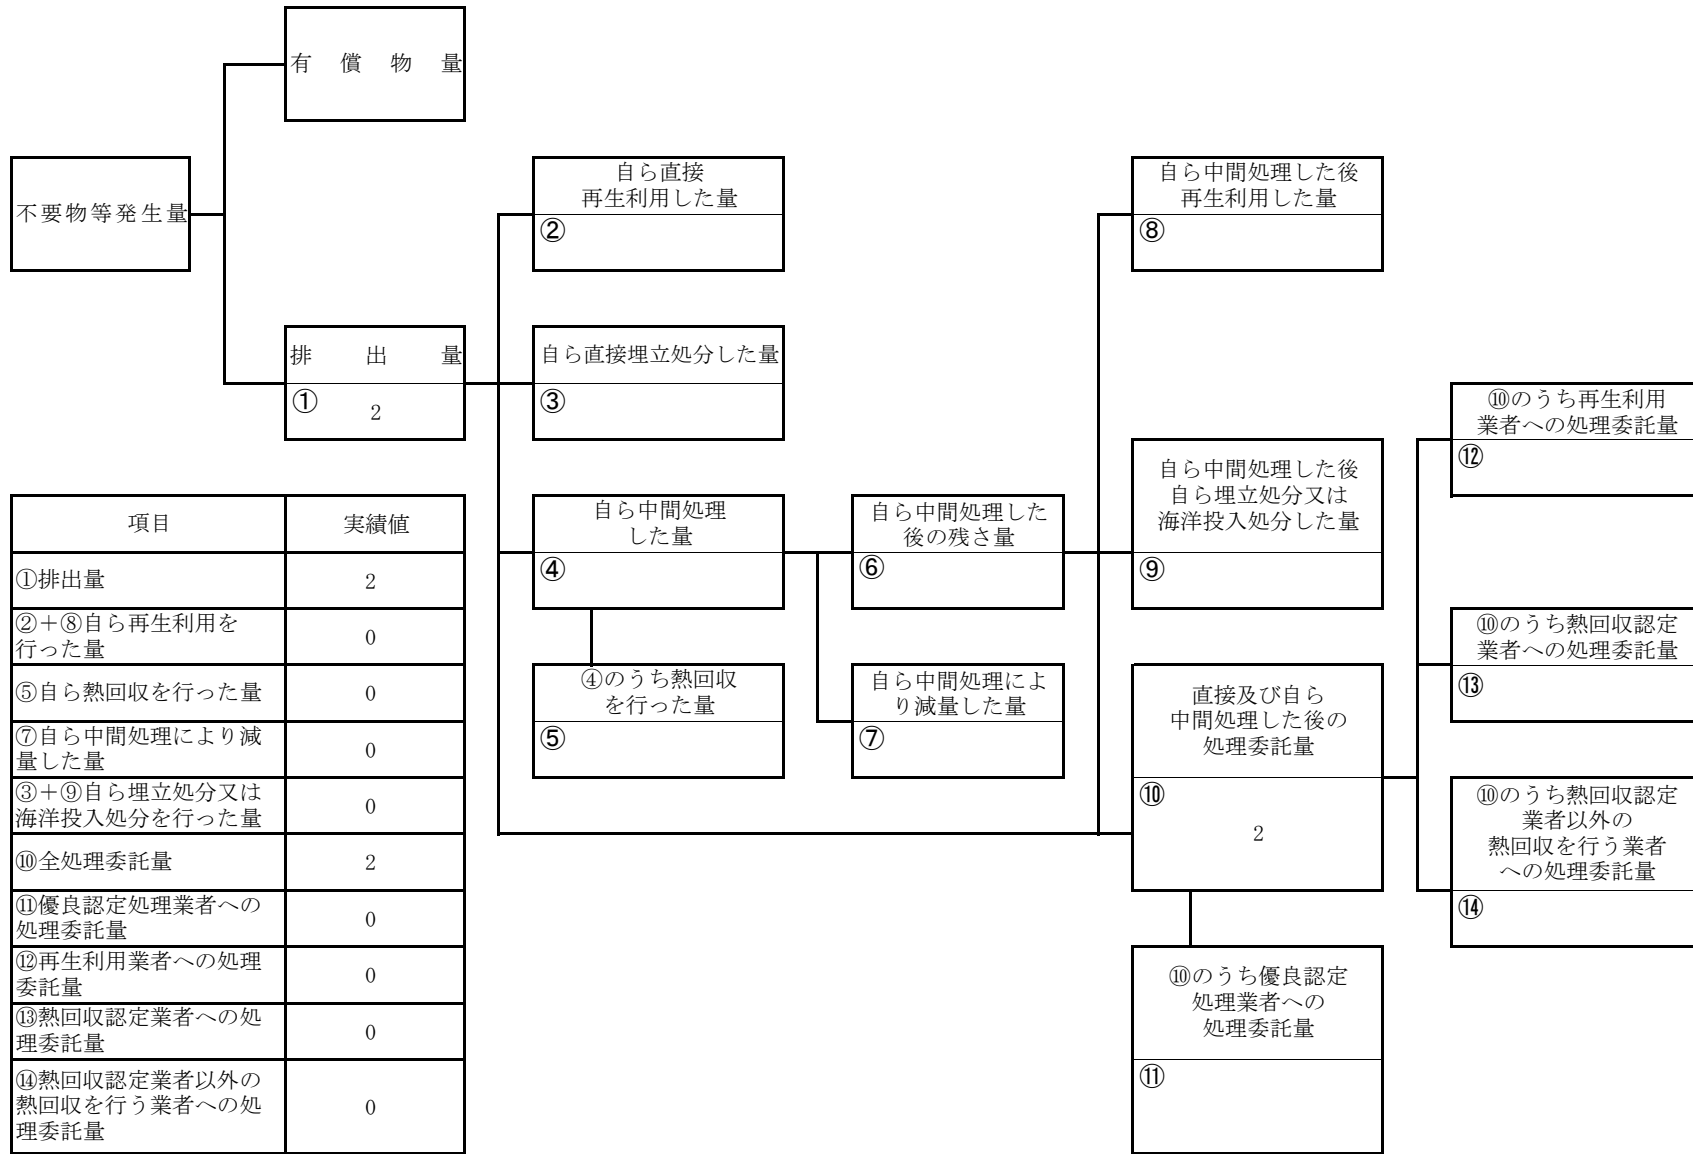 有償物量
不要物等発生量
排出量
①
2
自ら直接
再生利用した量
②
自ら直接埋立処分した量
③
自ら中間処理
した量
④
④のうち熱回収
を行った量
⑤
自ら中間処理した
後の残さ量
⑥
自ら中間処理によ
り減量した量
⑦
自ら中間処理した後
再生利用した量
⑧
自ら中間処理した後
自ら埋立処分又は
海洋投入処分した量
⑨
直接及び自ら
中間処理した後の
処理委託量
⑩
2
⑩のうち優良認定
処理業者への
処理委託量
⑪
⑩のうち再生利用
業者への処理委託量
⑫
⑩のうち熱回収認定
業者への処理委託量
⑬
⑩のうち熱回収認定
業者以外の
熱回収を行う業者
への処理委託量
⑭
項目 実績値
①排出量 2
②＋⑧自ら再生利用を
行った量 0
⑤自ら熱回収を行った量 0
⑦自ら中間処理により減
量した量 0
③＋⑨自ら埋立処分又は
海洋投入処分を行った量 0
⑩全処理委託量 2
⑪優良認定処理業者への
処理委託量 0
⑫再生利用業者への処理
委託量 0
⑬熱回収認定業者への処
理委託量 0
⑭熱回収認定業者以外の
熱回収を行う業者への処 0
理委託量